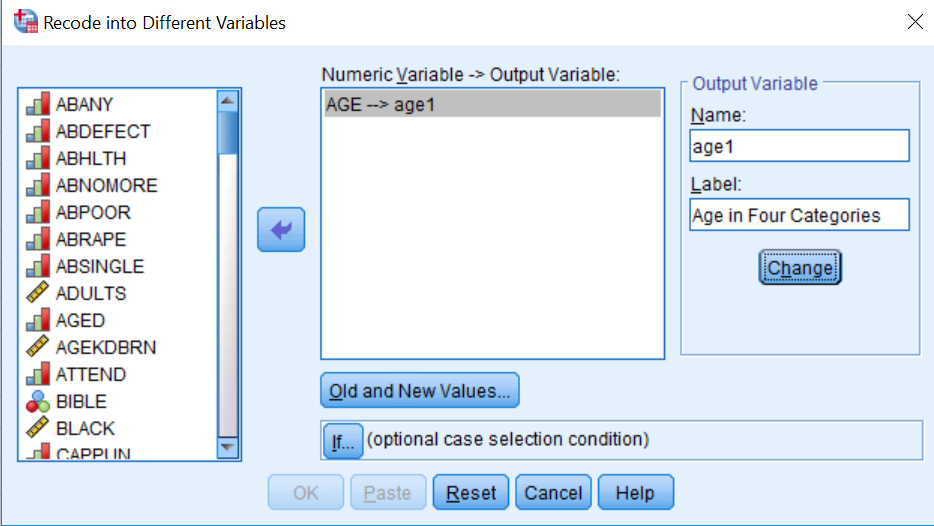 Recode into Different Variables
ABANY
ABDEFECT
ABHLTH
ABNOMORE
ABPOOR
ABRAPE
ABSINGLE
ADULTS
AGED
AGEKDBRN
ATTEND
BIBLE
BLACK
CAPPUN
Numeric Variable -> Output Variable:
AGE --> age1
Old and New Values...
If... (optional case selection condition)
Output Variable
Name:
age1
Label:
Age in Four Categories
Change
OK Paste Reset Cancel Help